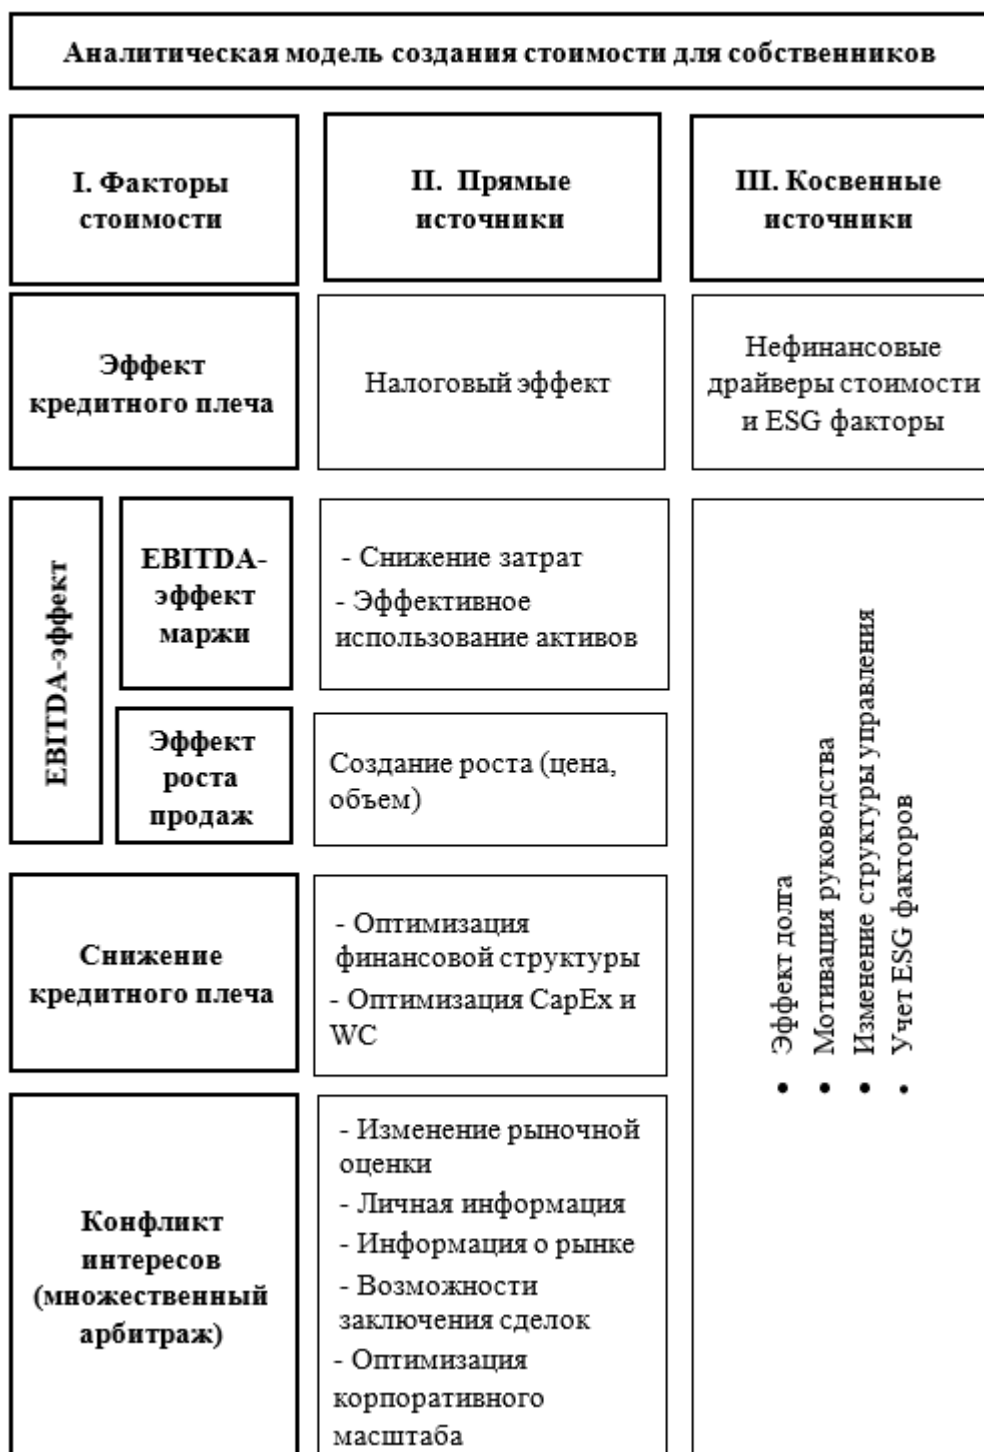 Аналитическая модель создания стоимости для собственников
I. Факторы
стоимости
II. Прямые
источники
III. Косвенные
источники
Эффект
кредитного плеча
Налоговый эффект
Нефинансовые
драйверы стоимости
и ESG факторы
EBITDA-эффект
EBITDA-
эффект
маржи
- Снижение затрат
- Эффективное
использование активов
Эффект
роста
продаж
Создание роста (цена,
объем)
Снижение
кредитного плеча
- Оптимизация
финансовой структуры
- Оптимизация CapEx и
WC
Конфликт
интересов
(множественный
арбитраж)
- Изменение рыночной
оценки
- Личная информация
- Информация о рынке
- Возможности
заключения сделок
- Оптимизация
корпоративного
масштаба
• Эффект долга
• Мотивация руководства
• Изменение структуры управления
• Учет ESG факторов